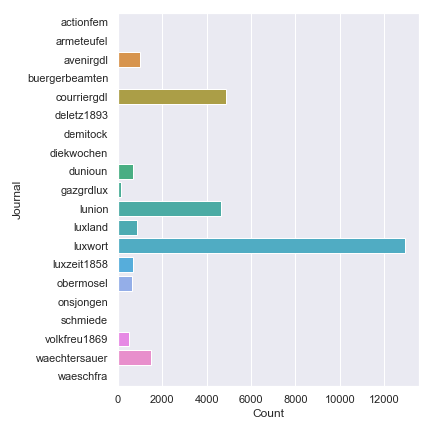 actionfem
armeteufel
avenirgdl
buergerbeamten
courriergdl
deletz1893
demitock
diekwochen
dunioun
gazgrdlux
lunion
luxland
luxwort
luxzeit1858
obermosel
onsjongen
schmiede
volkfreu1869
waechtersauer
waeschfra
Journal
0 2000 4000 6000 8000 10000 12000
Count